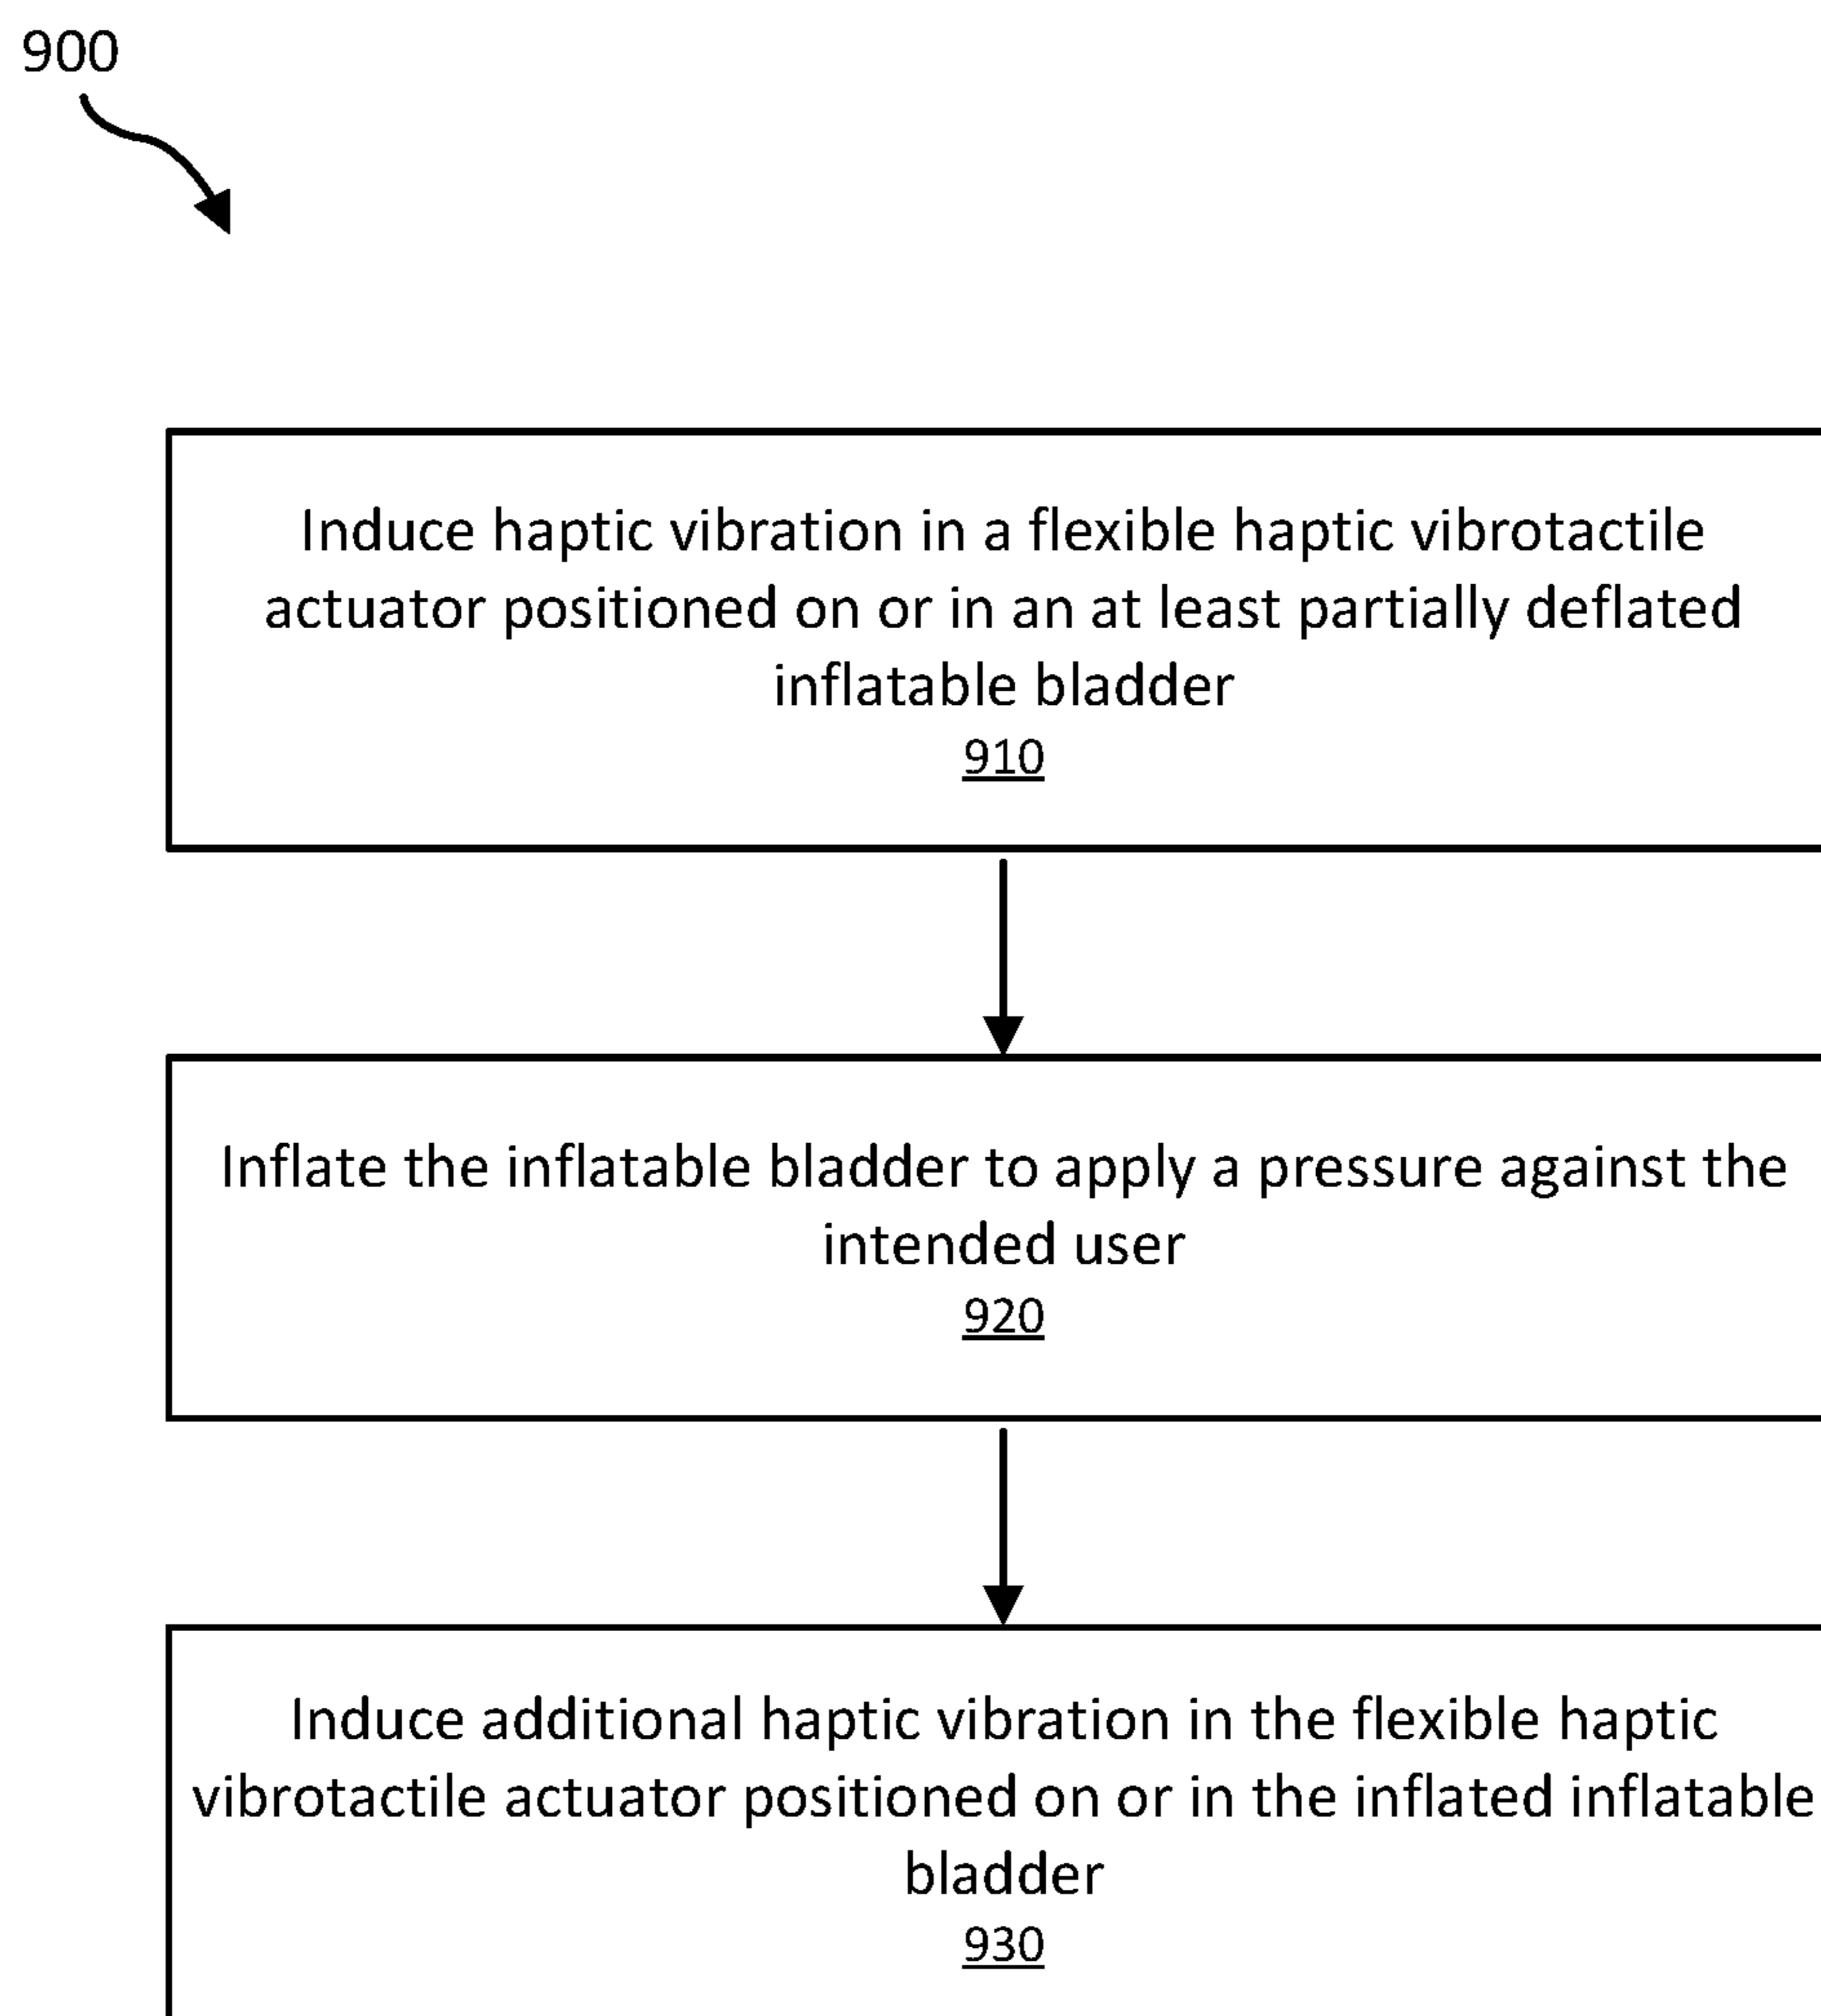 900
Induce haptic vibration in a flexible haptic vibrotactile
actuator positioned on or in an at least partially deflated
inflatable bladder
910
Inflate the inflatable bladder to apply a pressure against the
intended user
920
Induce additional haptic vibration in the flexible haptic
vibrotactile actuator positioned on or in the inflated inflatable
bladder
930